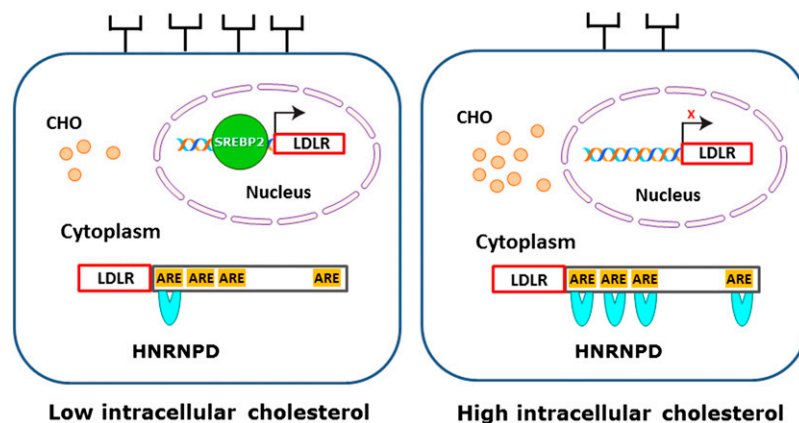 CHO
SREBP2
LDLR
Nucleus
Cytoplasm
LDLR ARE ARE ARE ARE
HNRNPD
Low intracellular cholesterol
CHO
X
LDLR
Nucleus
Cytoplasm
LDLR ARE ARE ARE ARE
HNRNPD
High intracellular cholesterol